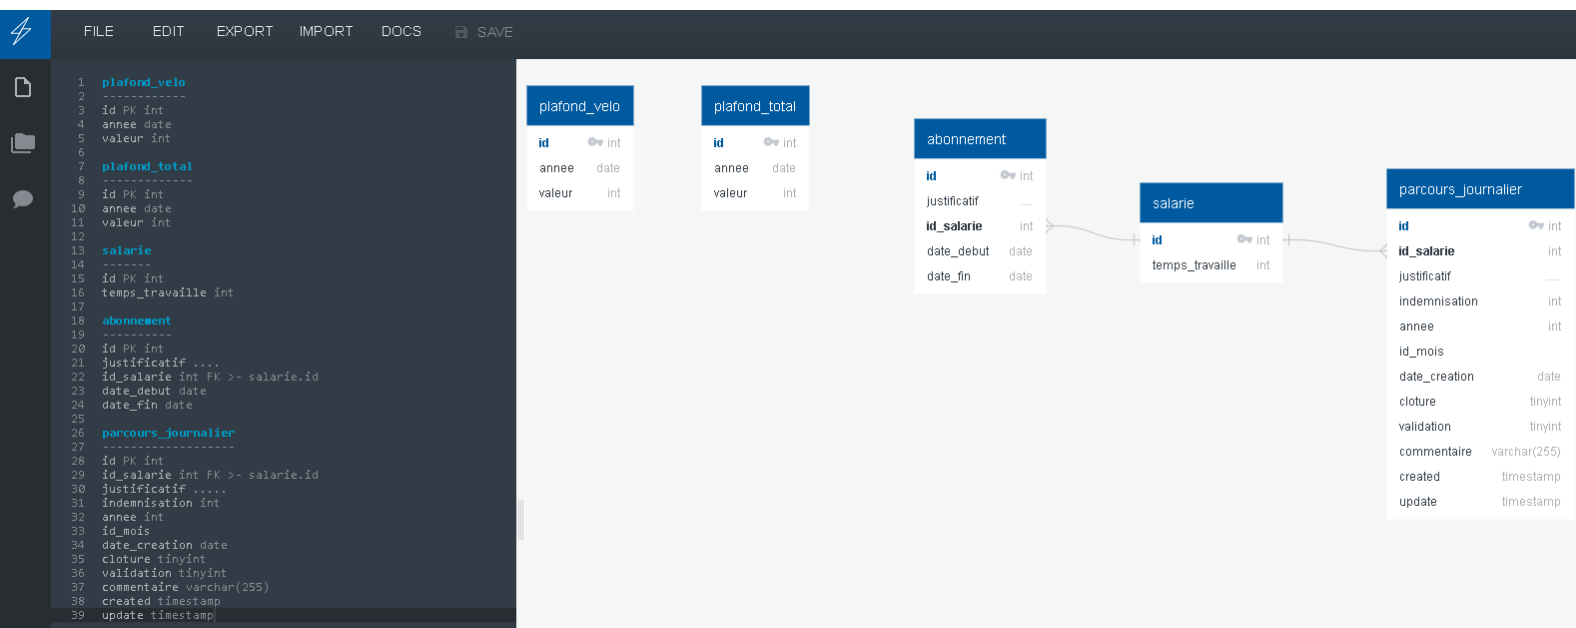 FILE EDIT EXPORT IMPORT DOCS SAVE
1 plafond_velo
2 ------------
3 id PK int
4 annee date
5 valeur int
6
7 plafond_total
8 -------------
9 id PK int
10 annee date
11 valeur int
12
13 salarie
14 -------
15 id PK int
16 temps_travaille int
17
18 abonnement
19 ----------
20 id PK int
21 justificatif ....
22 id_salarie int FK >- salarie.id
23 date_debut date
24 date_fin date
25
26 parcours_journalier
27 -------------------
28 id PK int
29 id_salarie int FK >- salarie.id
30 justificatif .....
31 indemnisation int
32 annee int
33 id_mois
34 date_creation date
35 cloture tinyint
36 validation tinyint
37 commentaire varchar(255)
38 created timestamp
39 update timestamp
plafond_velo
id int
annee date
valeur int
plafond_total
id int
annee date
valeur int
abonnement
id int
justificatif ....
id_salarie int
date_debut date
date_fin date
salarie
id int
temps_travaille int
parcours_journalier
id int
id_salarie int
justificatif .....
indemnisation int
annee int
id_mois
date_creation date
cloture tinyint
validation tinyint
commentaire varchar(255)
created timestamp
update timestamp